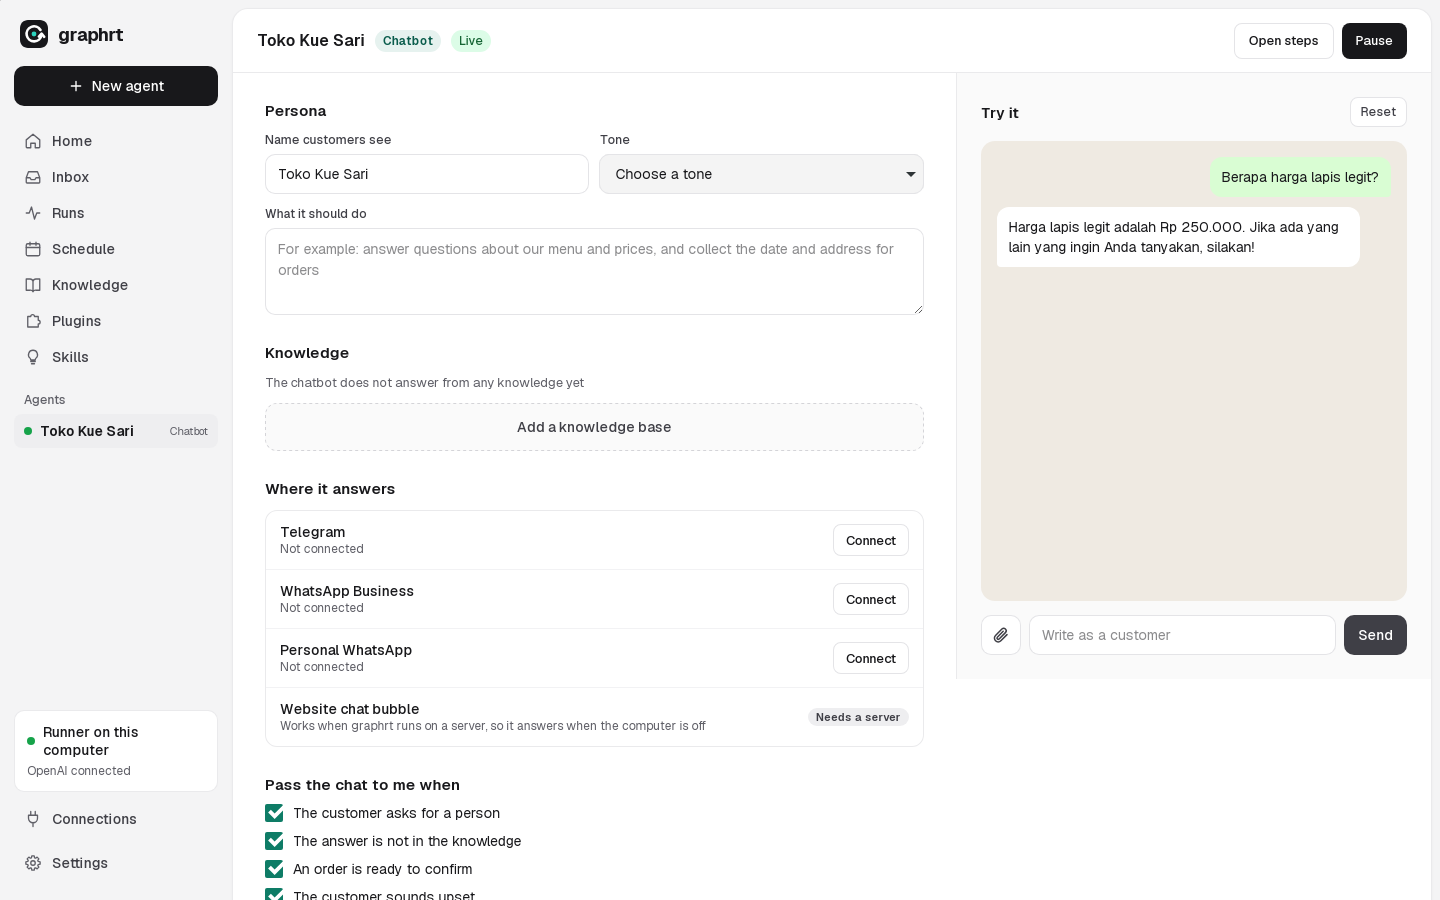 graphrt
New agent
Home
Inbox
Runs
Schedule
Knowledge
Plugins
Skills
Agents
Toko Kue Sari Chatbot
Runner on this
computer
OpenAI connected
Connections
Settings
Toko Kue Sari Chatbot Live
Open steps Pause
Persona
Name customers see Tone
Toko Kue Sari Choose a tone
What it should do
For example: answer questions about our menu and prices, and collect the date and address for
orders
Knowledge
The chatbot does not answer from any knowledge yet
Add a knowledge base
Where it answers
Telegram
Not connected
Connect
WhatsApp Business
Not connected
Connect
Personal WhatsApp
Not connected
Connect
Website chat bubble
Works when graphrt runs on a server, so it answers when the computer is off
Needs a server
Pass the chat to me when
The customer asks for a person
The answer is not in the knowledge
An order is ready to confirm
The customer sounds upset
Try it Reset
Berapa harga lapis legit?
Harga lapis legit adalah Rp 250.000. Jika ada yang
lain yang ingin Anda tanyakan, silakan!
Write as a customer Send